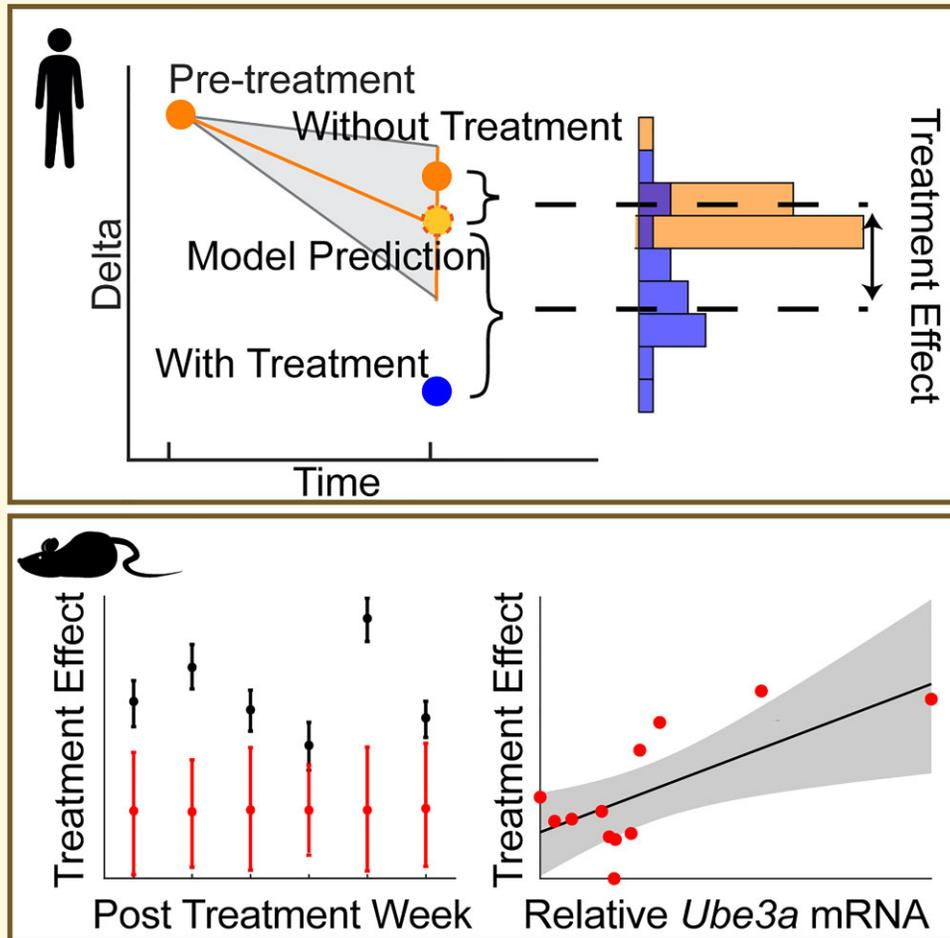 Pre-treatment
Without Treatment
Delta
Model Prediction
With Treatment
Time
Treatment Effect
Treatment Effect
Post Treatment Week
Treatment Effect
Relative Ube3a mRNA